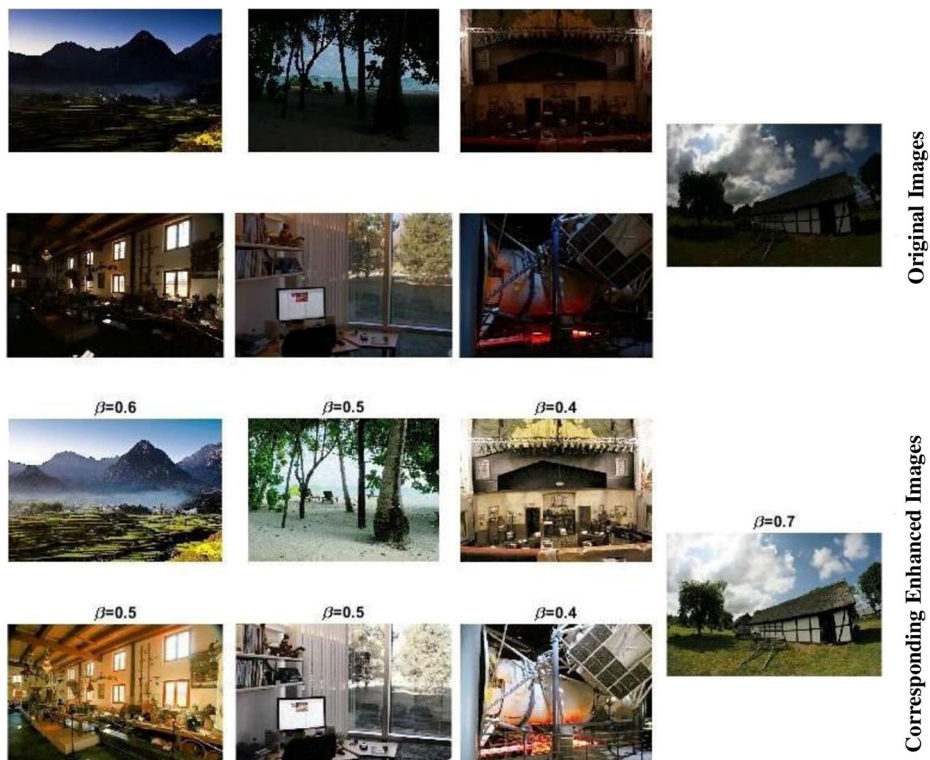 Original Images
β=0.6
β=0.5
β=0.4
β=0.7
β=0.5
β=0.5
β=0.4
Corresponding Enhanced Images